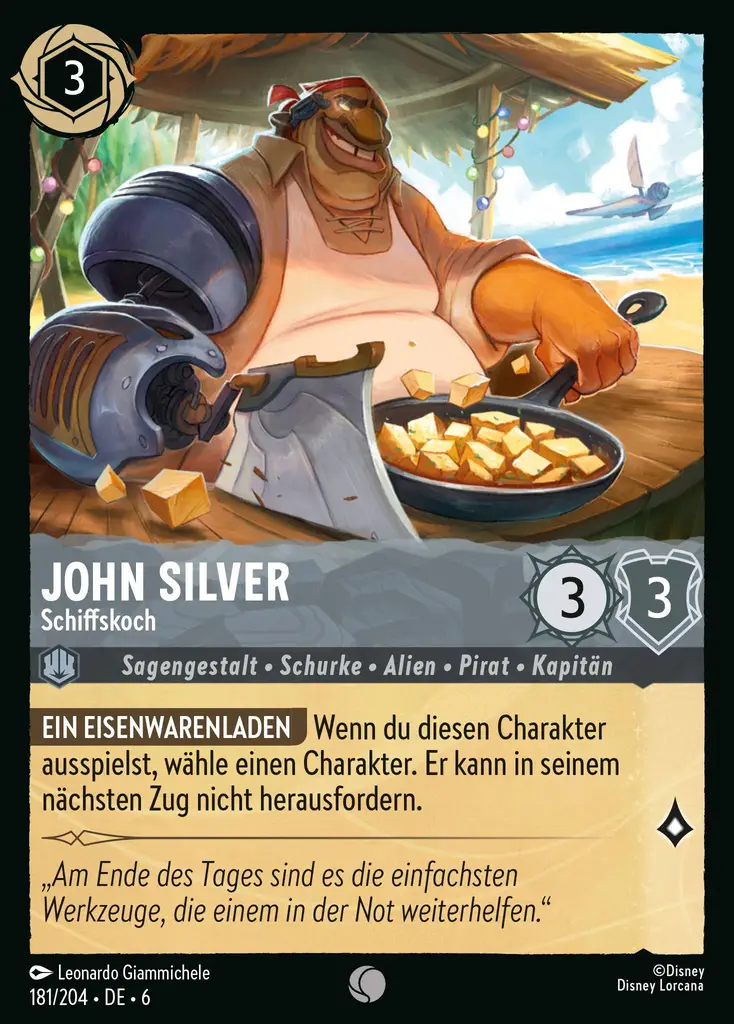 3
JOHN SILVER
Schiffskoch
3
3
Sagengestalt • Schurke • Alien • Pirat • Kapitän
EIN EISENWARENLADEN Wenn du diesen Charakter
ausspielst, wähle einen Charakter. Er kann in seinem
nächsten Zug nicht herausfordern.
„Am Ende des Tages sind es die einfachsten
Werkzeuge, die einem in der Not weiterhelfen.“
Leonardo Giammichele
181/204 • DE • 6
©Disney
Disney Lorcana